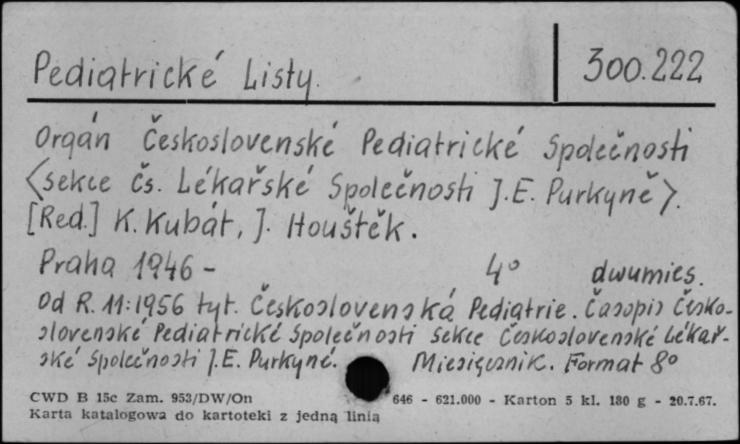 Pediatrické Listy. 300.222
Orgán Československé Pediatrické Společnosti
<sekce čs. Lékařské Společnosti J.E. Purkyně>.
[Red.] K. Kubát, J. Houštěk.
Praha 1946- 4° dwumies.
Od R. 11:1956 tyt. Československá Pediatrie. Časopis Česko-
slovenské Pediatrické Společnosti Sekce Československé Lékař-
ské Společnosti J.E. Purkyné. Miesięcznik. Format 8°
CWD B 15c Zam. 953/DW/On 646 - 621.000 - Karton 5 kl. 180 g - 20.7.67.
Karta katalogowa do kartoteki z jedną linią